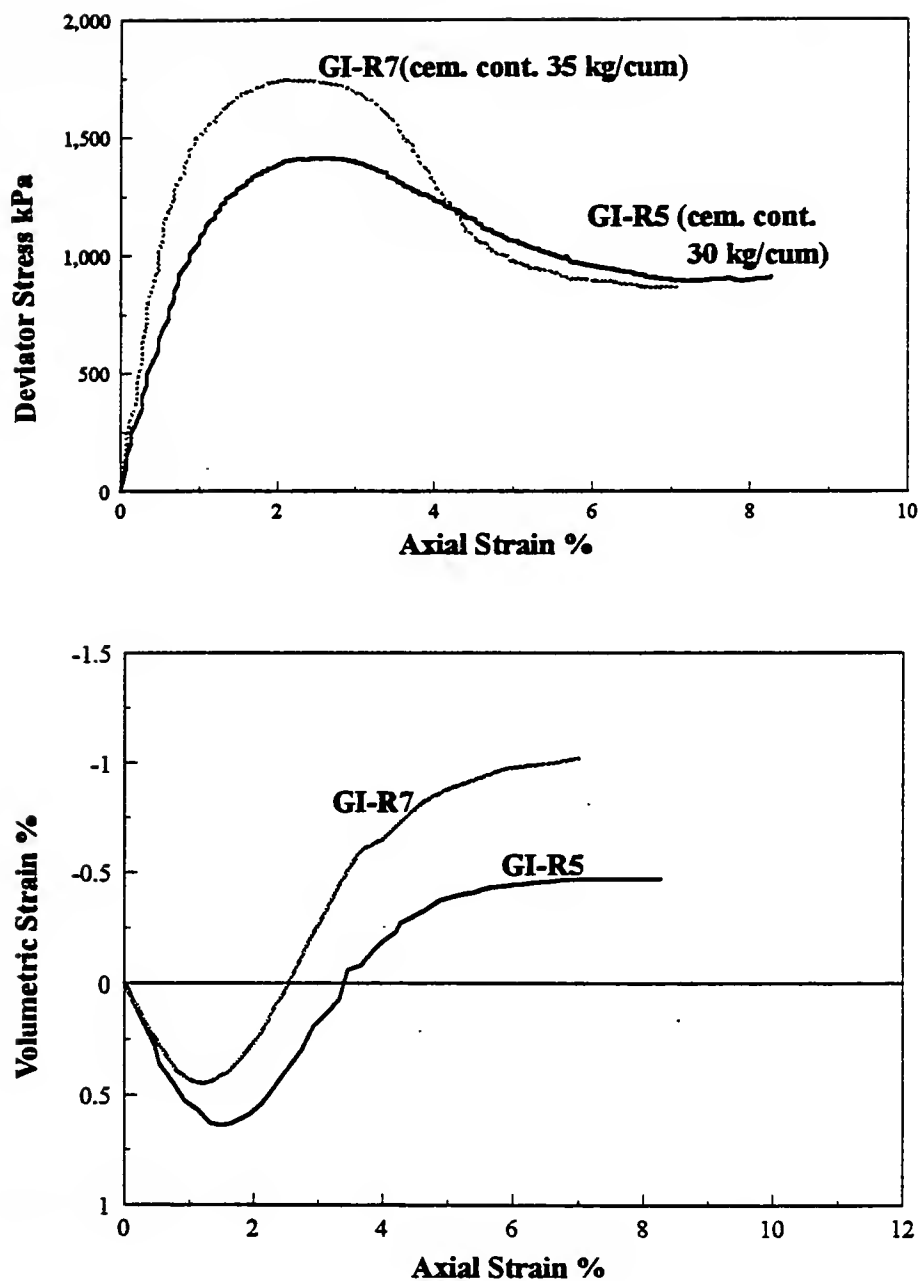 2,000
GI-R7(cem. cont. 35 kg/cum)
1,500
GI-R5 (cem. cont.
30 kg/cum)
1,000
500
0
Deviator Stress kPa
0 2 4 6 8 10
Axial Strain %
-1.5
-1
GI-R7
-0.5
GI-R5
0
0.5
1
Volumetric Strain %
0 2 4 6 8 10 12
Axial Strain %